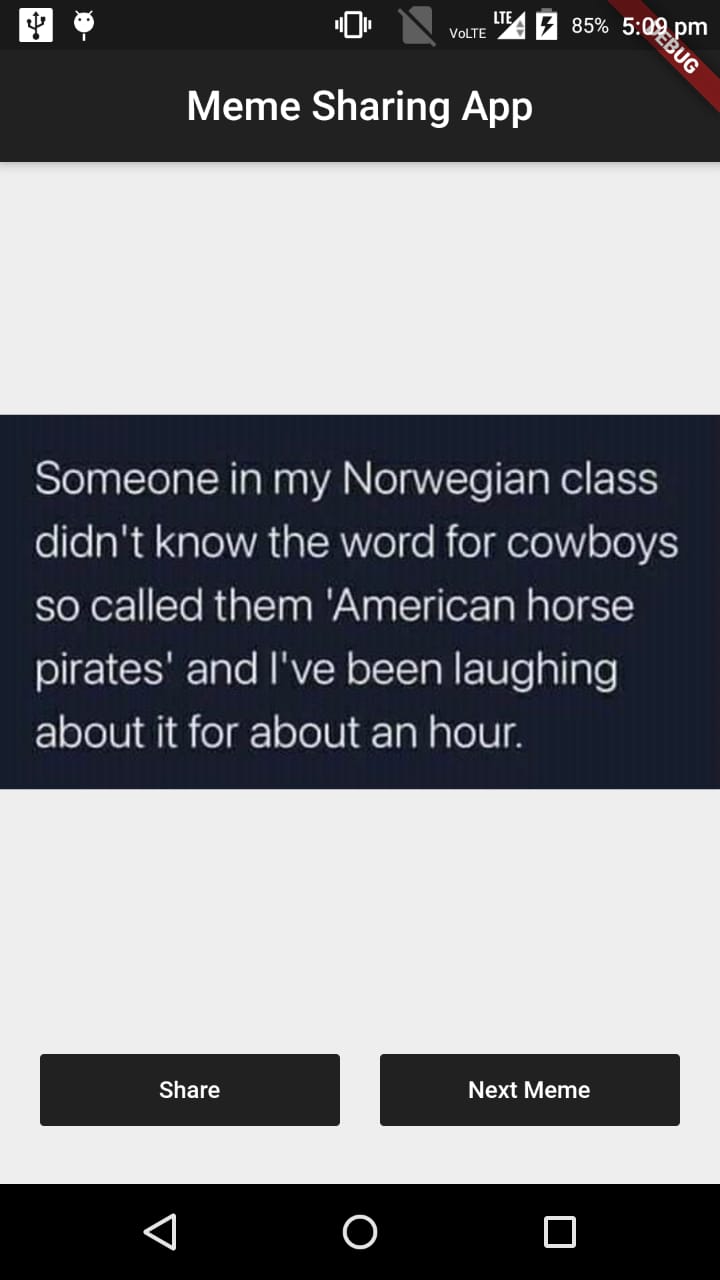 VoLTE LTE 85% 5:09 pm
DEBUG
Meme Sharing App
Someone in my Norwegian class
didn't know the word for cowboys
so called them 'American horse
pirates' and I've been laughing
about it for about an hour.
Share Next Meme